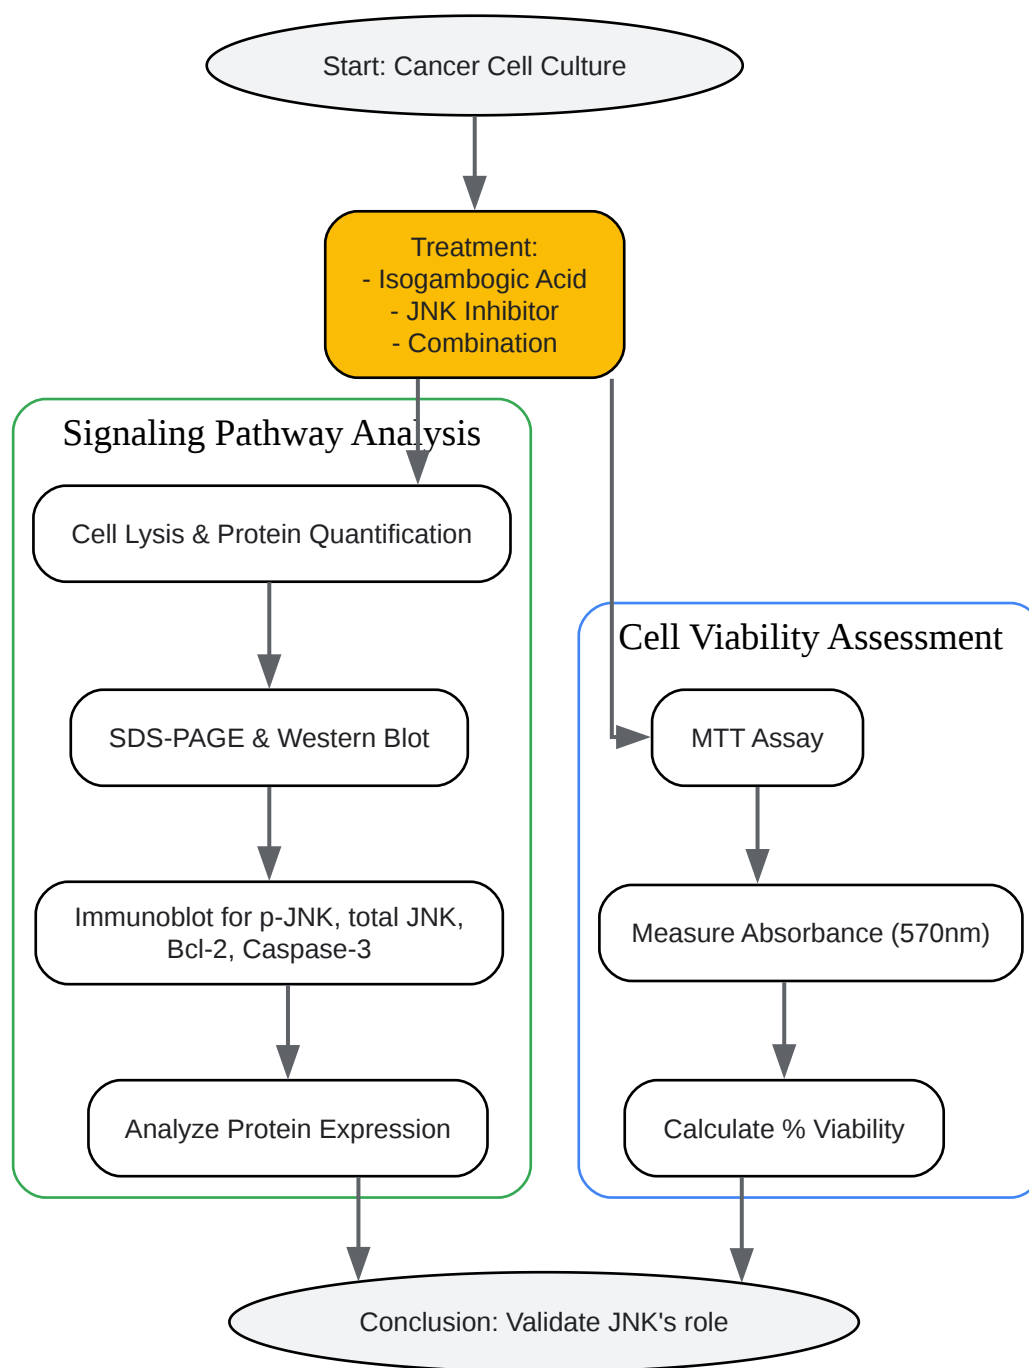 Start: Cancer Cell Culture
Treatment:
- Isogambogic Acid
- JNK Inhibitor
- Combination
Signaling Pathway Analysis
Cell Lysis & Protein Quantification
SDS-PAGE & Western Blot
Immunoblot for p-JNK, total JNK,
Bcl-2, Caspase-3
Analyze Protein Expression
Cell Viability Assessment
MTT Assay
Measure Absorbance (570nm)
Calculate % Viability
Conclusion: Validate JNK's role